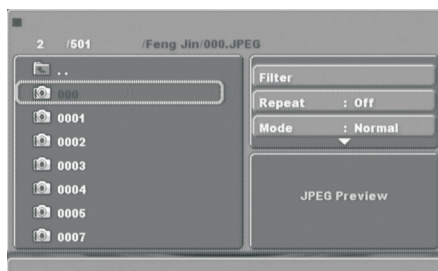 2 /501 /Feng Jin/000.JPEG
..
000
0001
0002
0003
0004
0005
0007
Filter
Repeat : Off
Mode : Normal
JPEG Preview